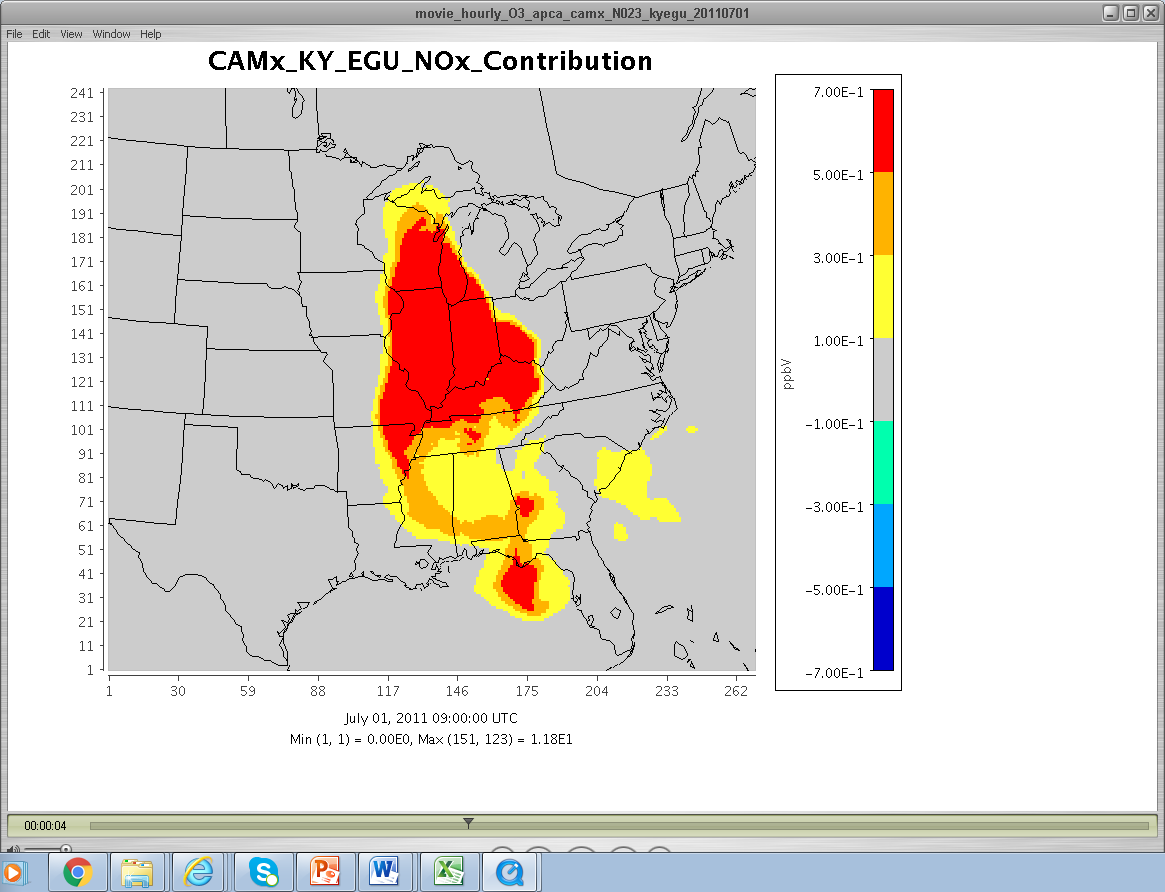 movie_hourly_O3_apca_camx_N023_kyegu_20110701
File Edit View Window Help
CAMx_KY_EGU_NOx_Contribution
241
231
221
211
201
191
181
171
161
151
141
131
121
111
101
91
81
71
61
51
41
31
21
11
1
1 30 59 88 117 146 175 204 233 262
July 01, 2011 09:00:00 UTC
Min (1, 1) = 0.00E0, Max (151, 123) = 1.18E1
ppbV
7.00E-1
5.00E-1
3.00E-1
1.00E-1
-1.00E-1
-3.00E-1
-5.00E-1
-7.00E-1
00:00:04